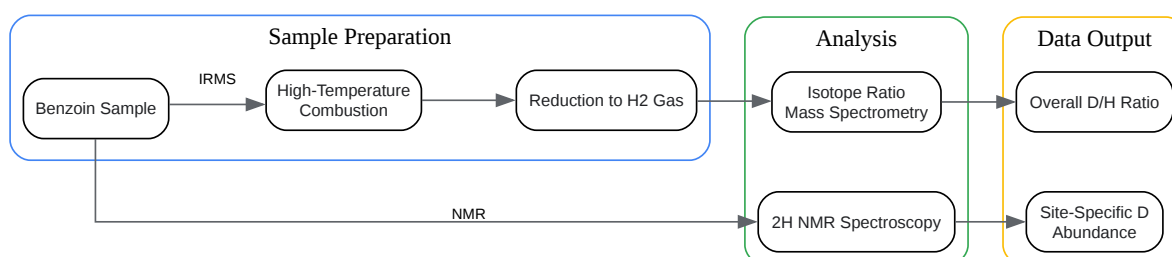 Sample Preparation
Analysis
Data Output
IRMS
Benzoin Sample
High-Temperature
Combustion
Reduction to H2 Gas
Isotope Ratio
Mass Spectrometry
Overall D/H Ratio
NMR
2H NMR Spectroscopy
Site-Specific D
Abundance